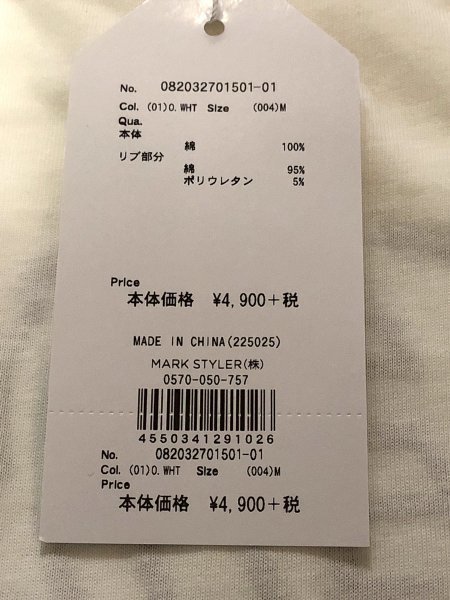 No. 082032701501-01
Col. (01)O.WHT Size (004)M
Qua.
本体
綿 100%
リブ部分
綿 95%
ポリウレタン 5%
Price
本体価格 ¥4,900+税
MADE IN CHINA(225025)
MARK STYLER(株)
0570-050-757
4550341291026
No. 082032701501-01
Col. (01)O.WHT Size (004)M
Price
本体価格 ¥4,900+税